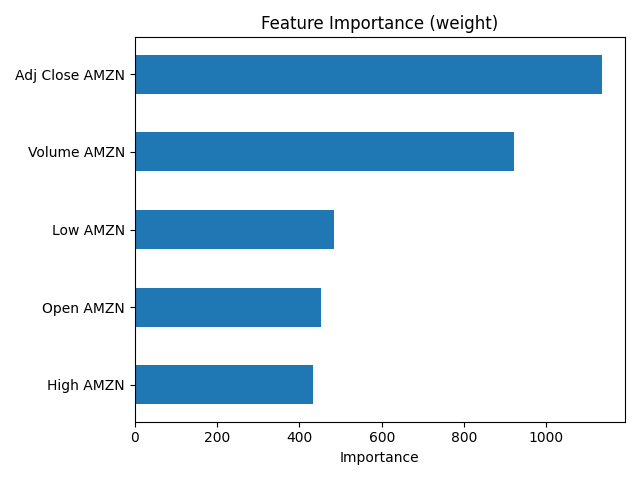 Feature Importance (weight)
Adj Close AMZN
Volume AMZN
Low AMZN
Open AMZN
High AMZN
0 200 400 600 800 1000
Importance